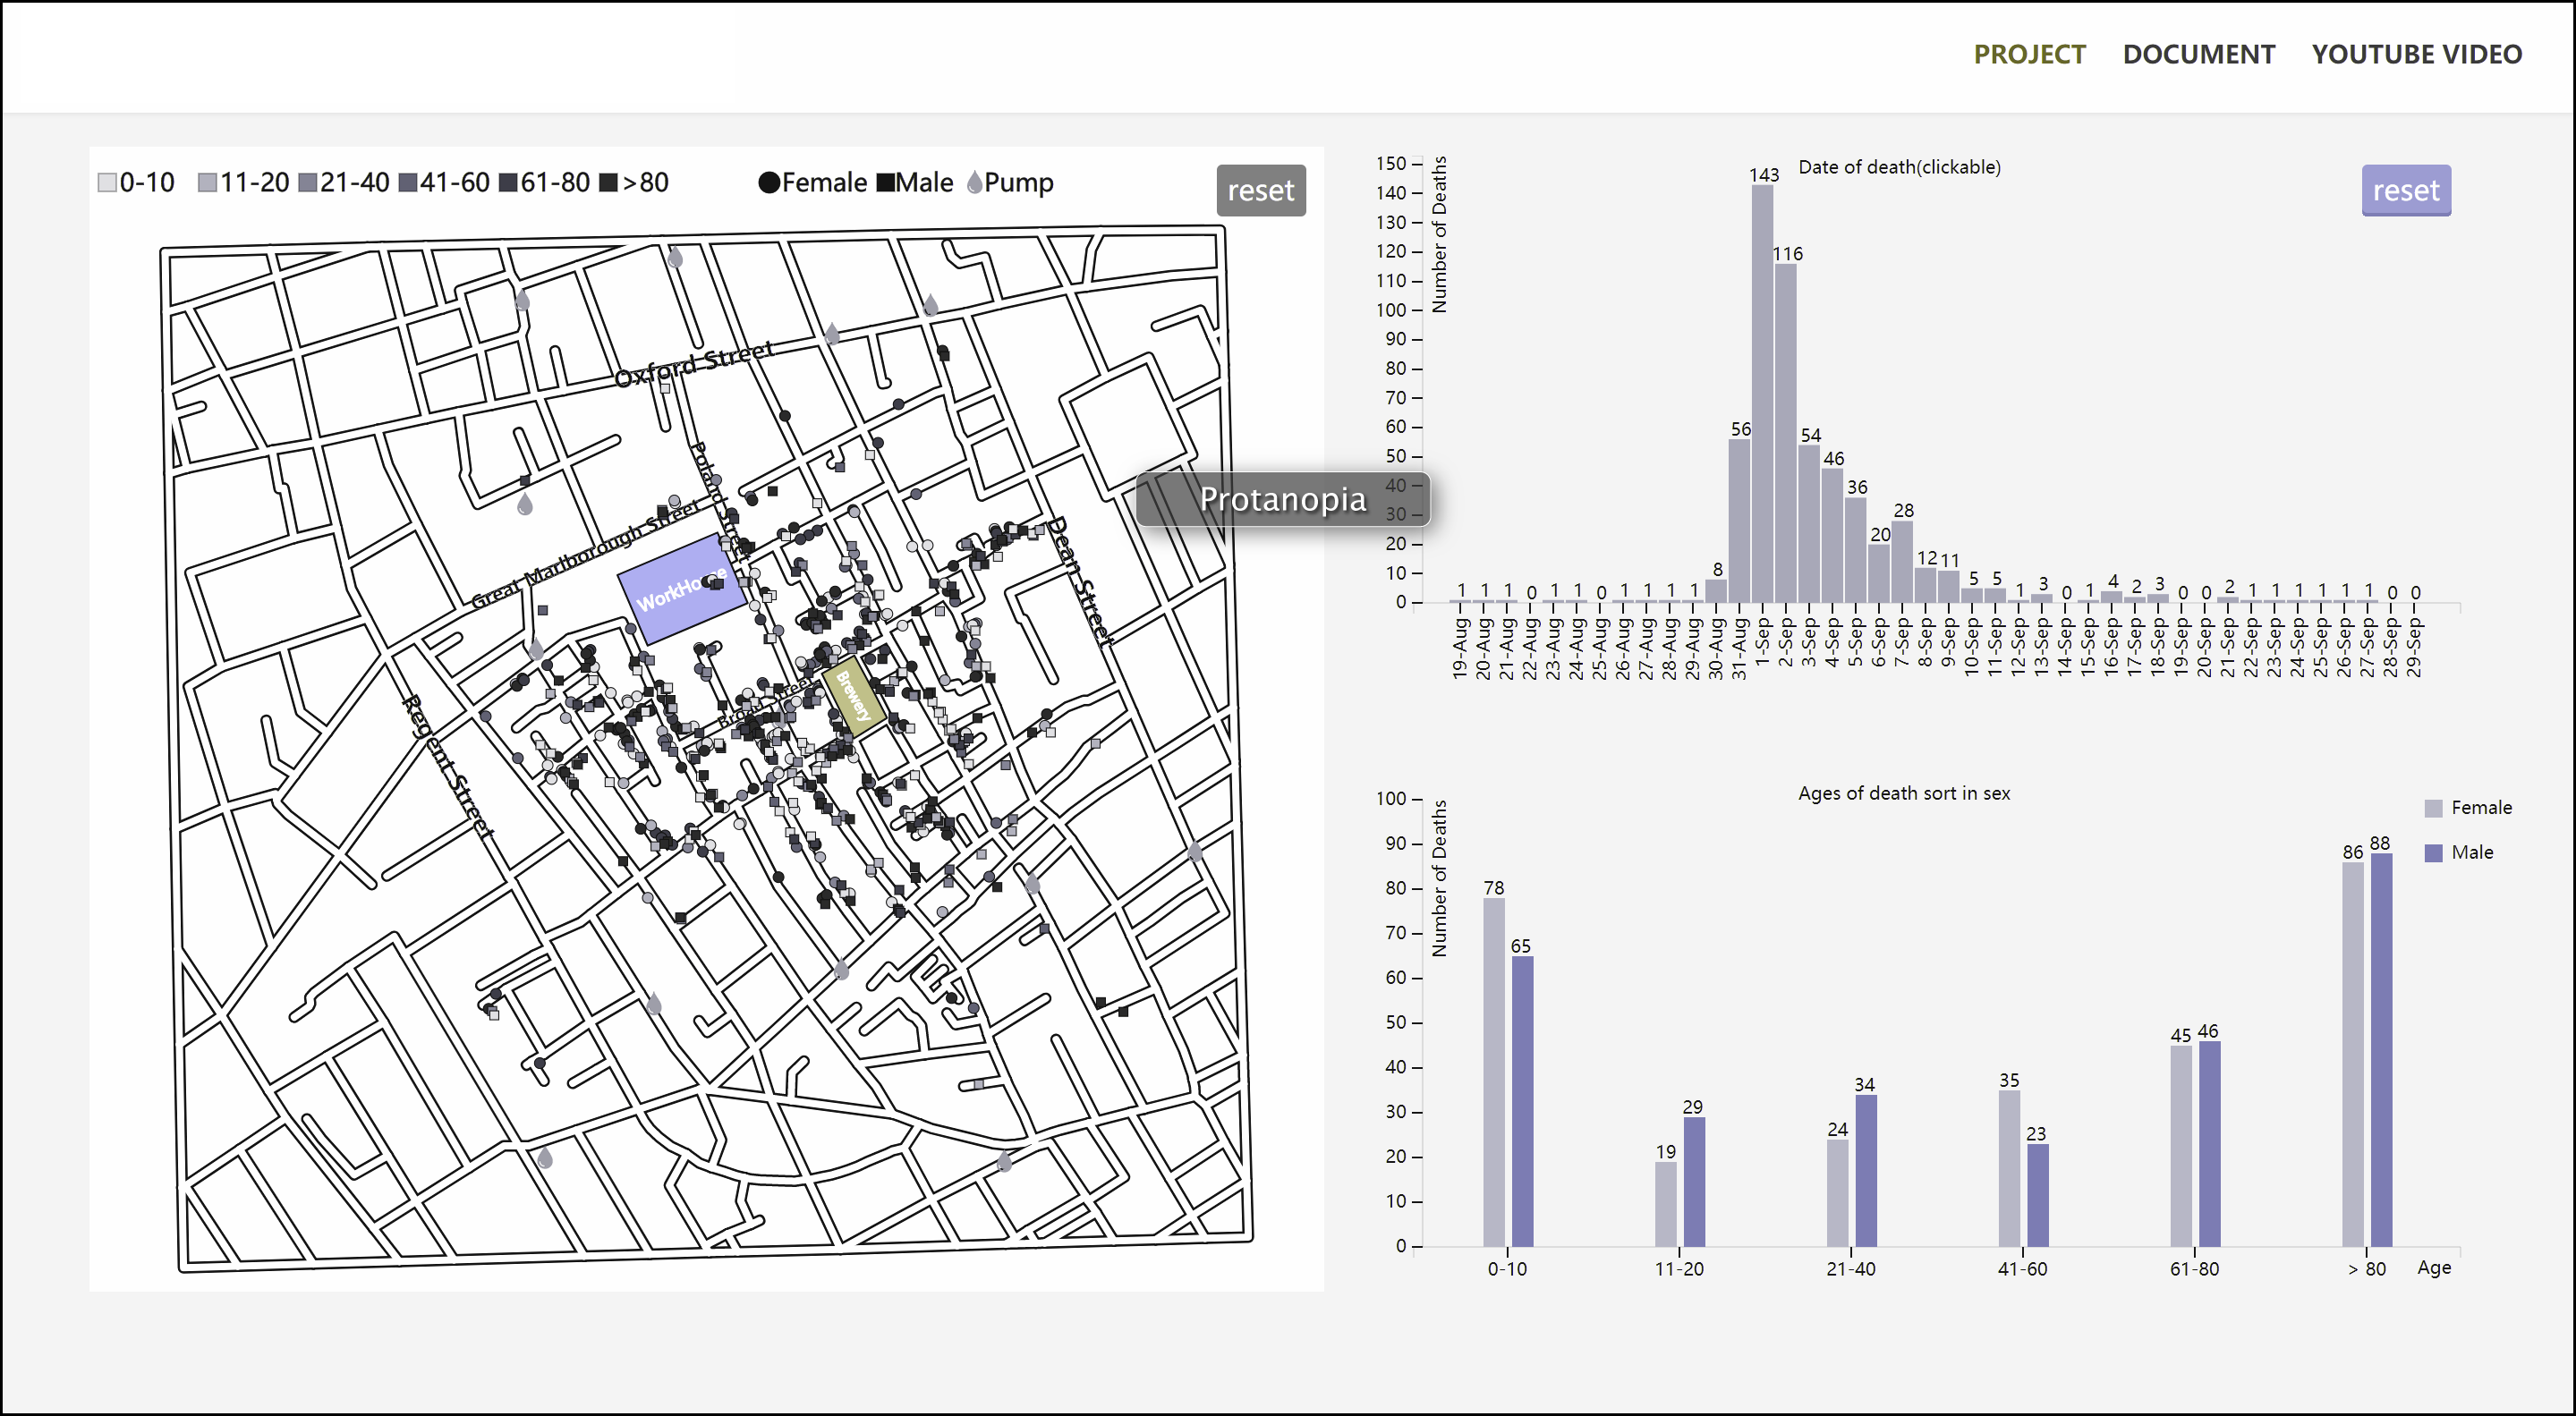 PROJECT DOCUMENT YOUTUBE VIDEO
0-10 11-20 21-40 41-60 61-80 >80 Female Male Pump
reset
Oxford Street
Poland Street
Great Marlborough Street
WorkHouse
Dean Street
Broad Street
Brewery
Regent Street
Protanopia
Date of death(clickable)
reset
Number of Deaths
150
140
130
120
110
100
90
80
70
60
50
40
30
20
10
0
1 1 1 0 1 1 0 1 1 1 1 8 56 143 116 54 46 36 20 28 12 11 5 5 1 3 0 1 4 2 3 0 0 2 1 1 1 1 1 1 0 0
19-Aug
20-Aug
21-Aug
22-Aug
23-Aug
24-Aug
25-Aug
26-Aug
27-Aug
28-Aug
29-Aug
30-Aug
31-Aug
1-Sep
2-Sep
3-Sep
4-Sep
5-Sep
6-Sep
7-Sep
8-Sep
9-Sep
10-Sep
11-Sep
12-Sep
13-Sep
14-Sep
15-Sep
16-Sep
17-Sep
18-Sep
19-Sep
20-Sep
21-Sep
22-Sep
23-Sep
24-Sep
25-Sep
26-Sep
27-Sep
28-Sep
29-Sep
Ages of death sort in sex
Female
Male
Number of Deaths
100
90
80
70
60
50
40
30
20
10
0
78 65 19 29 24 34 35 23 45 46 86 88
0-10 11-20 21-40 41-60 61-80 > 80 Age